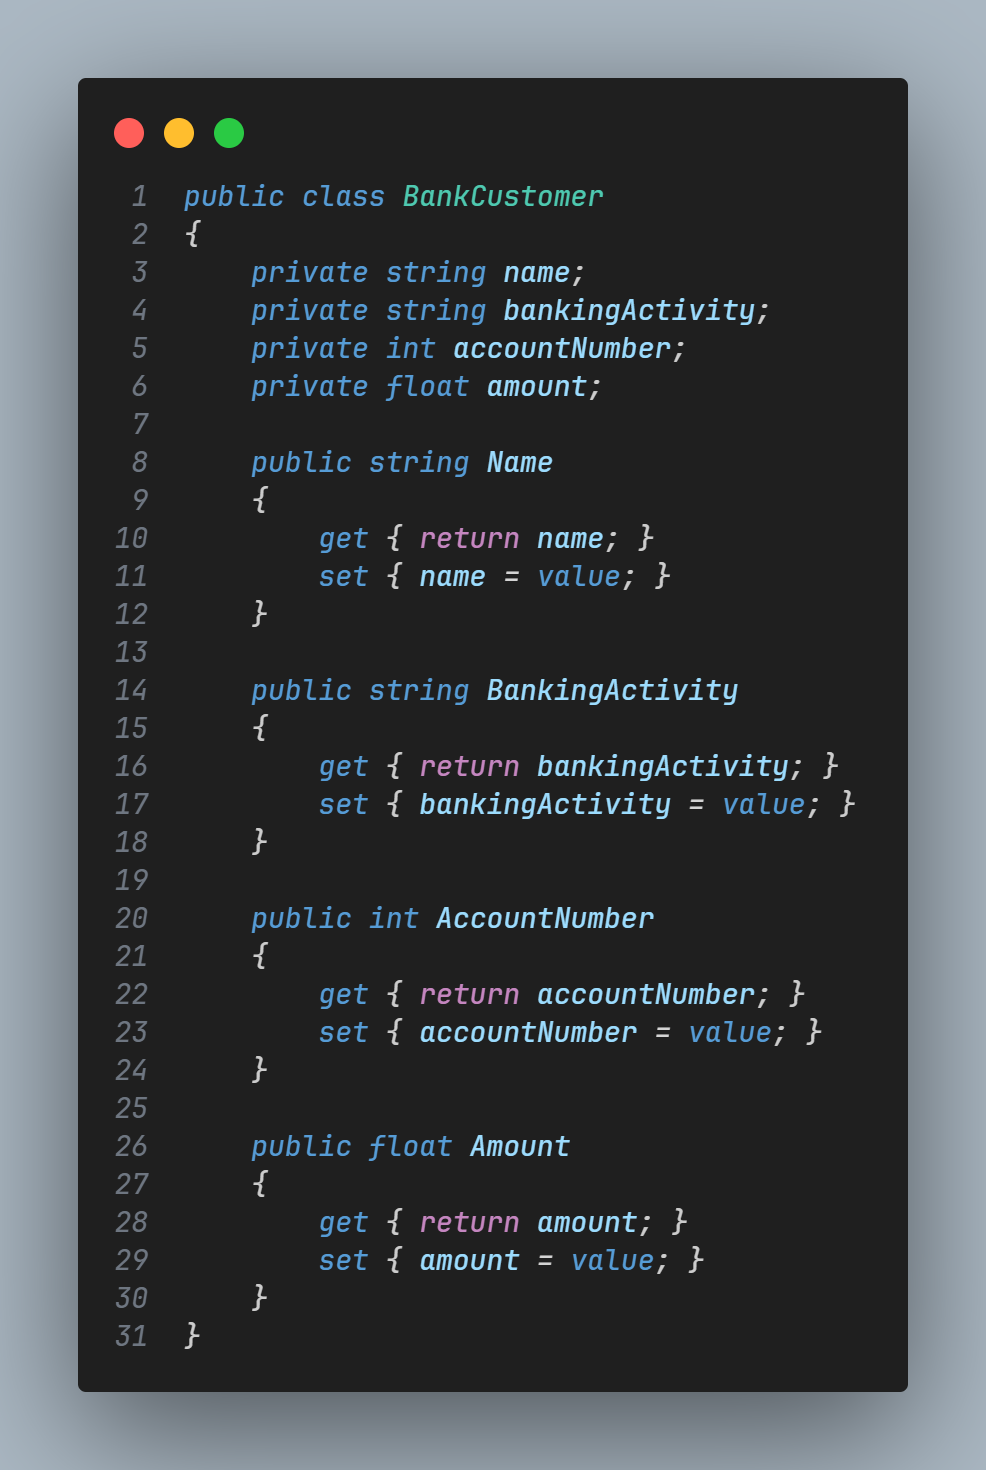 1 public class BankCustomer
2 {
3     private string name;
4     private string bankingActivity;
5     private int accountNumber;
6     private float amount;
7
8     public string Name
9     {
10         get { return name; }
11         set { name = value; }
12     }
13
14     public string BankingActivity
15     {
16         get { return bankingActivity; }
17         set { bankingActivity = value; }
18     }
19
20     public int AccountNumber
21     {
22         get { return accountNumber; }
23         set { accountNumber = value; }
24     }
25
26     public float Amount
27     {
28         get { return amount; }
29         set { amount = value; }
30     }
31 }